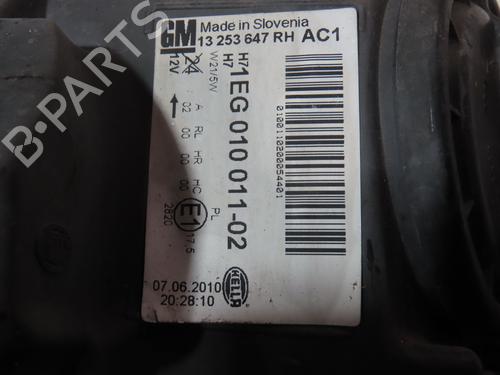 GM Made in Slovenia
13 253 647 RH AC1
12V 24
W21/5W
H7
H7
1EG 010 011-02
A RL HR HC PL
02 00 00 00
E1
17.5
2820
01001102000054401
07.06.2010
20:28:10
HELLA
B-PARTS